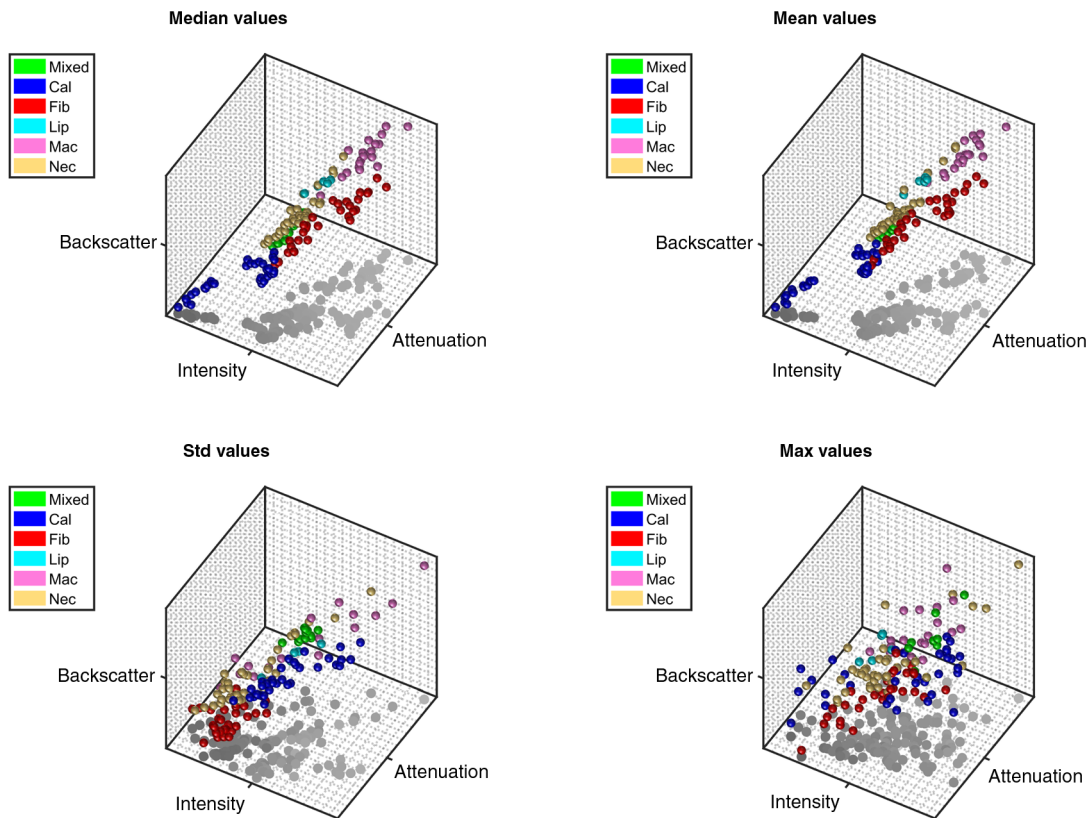 Median values
Mixed
Cal
Fib
Lip
Mac
Nec
Backscatter
Intensity
Attenuation
Mean values
Mixed
Cal
Fib
Lip
Mac
Nec
Backscatter
Intensity
Attenuation
Std values
Mixed
Cal
Fib
Lip
Mac
Nec
Backscatter
Intensity
Attenuation
Max values
Mixed
Cal
Fib
Lip
Mac
Nec
Backscatter
Intensity
Attenuation